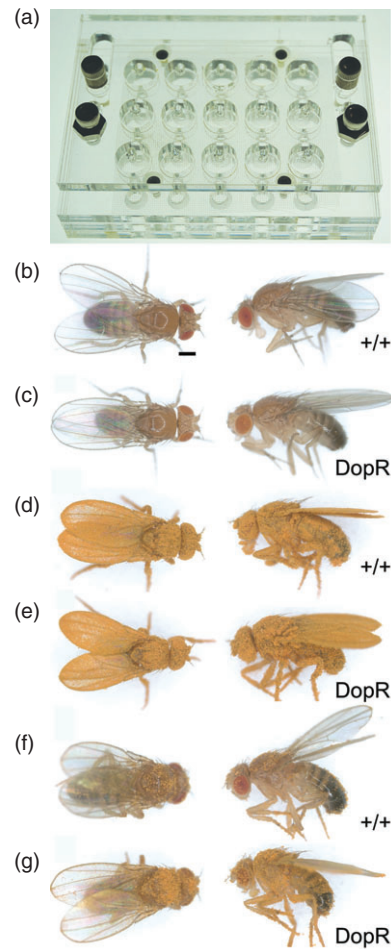 (a)
(b)
+/+
(c)
DopR
(d)
+/+
(e)
DopR
(f)
+/+
(g)
DopR